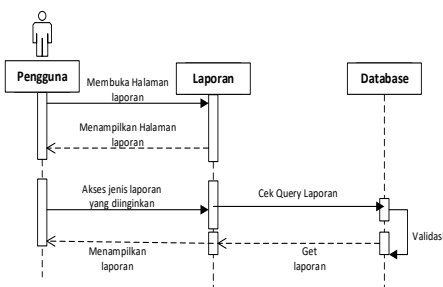 Pengguna
Laporan
Database
Membuka Halaman
laporan
Menampilkan Halaman
laporan
Akses jenis laporan
yang diinginkan
Cek Query Laporan
Validasi
Menampilkan
laporan
Get
laporan